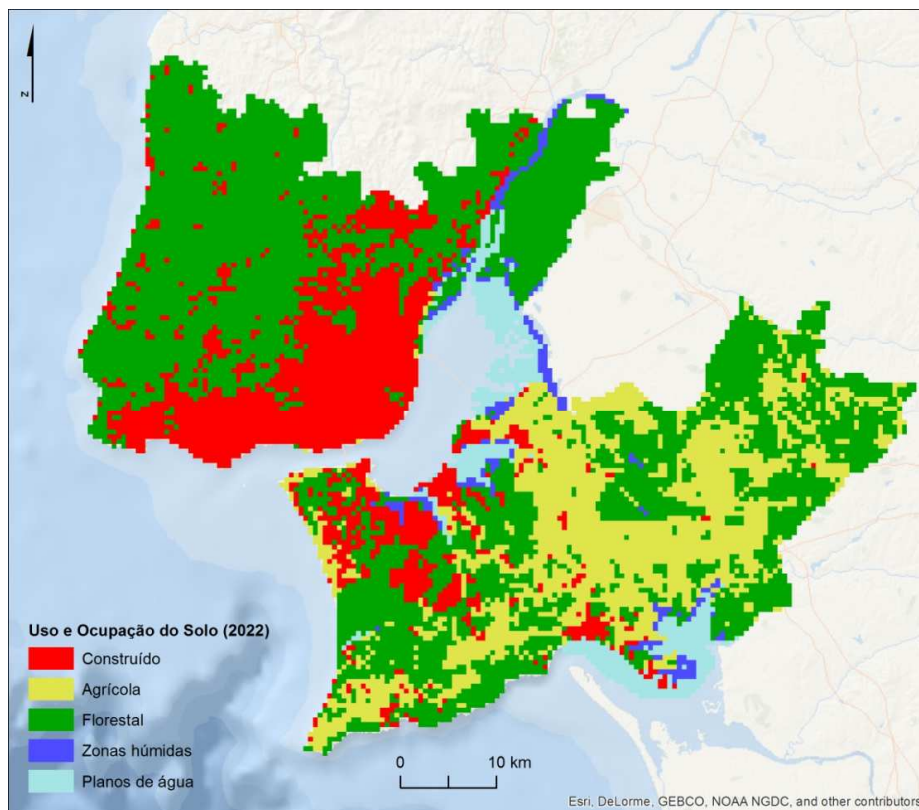 z
Uso e Ocupação do Solo (2022)
Construído
Agrícola
Florestal
Zonas húmidas
Planos de água
0 10 km
Esri, DeLorme, GEBCO, NOAA NGDC, and other contributors